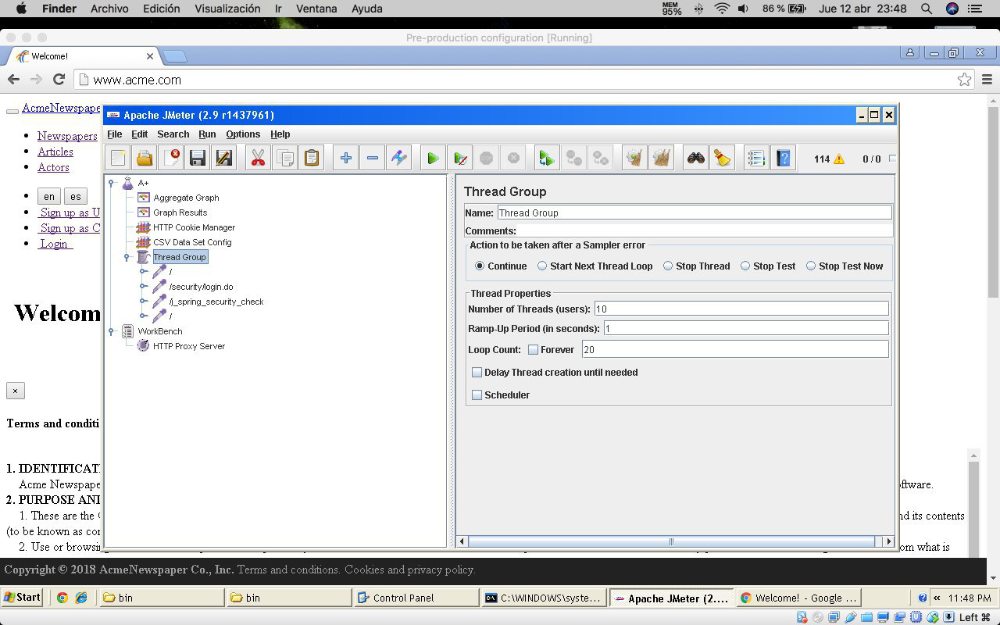 Finder Archivo Edición Visualización Ir Ventana Ayuda MEM 95% 86 % Jue 12 abr 23:48
Pre-production configuration [Running]
Welcome!
www.acme.com
AcmeNewspape
Newspapers
Articles
Actors
en es
Sign up as U
Sign up as C
Login
Welcom
×
Terms and conditi
1. IDENTIFICAT
Acme Newspape ftware.
2. PURPOSE AND
1. These are the nd its contents
(to be known as con
2. Use or browsin om what is
Copyright © 2018 AcmeNewspaper Co., Inc. Terms and conditions. Cookies and privacy policy.
Apache JMeter (2.9 r1437961)
File Edit Search Run Options Help
114 0 / 0
A+
Aggregate Graph
Graph Results
HTTP Cookie Manager
CSV Data Set Config
Thread Group
/
/security/login.do
/j_spring_security_check
/
WorkBench
HTTP Proxy Server
Thread Group
Name: Thread Group
Comments:
Action to be taken after a Sampler error
Continue Start Next Thread Loop Stop Thread Stop Test Stop Test Now
Thread Properties
Number of Threads (users): 10
Ramp-Up Period (in seconds): 1
Loop Count: Forever 20
Delay Thread creation until needed
Scheduler
Start bin bin Control Panel C:\WINDOWS\syste... Apache JMeter (2.... Welcome! - Google ... « 11:48 PM
Left ⌘